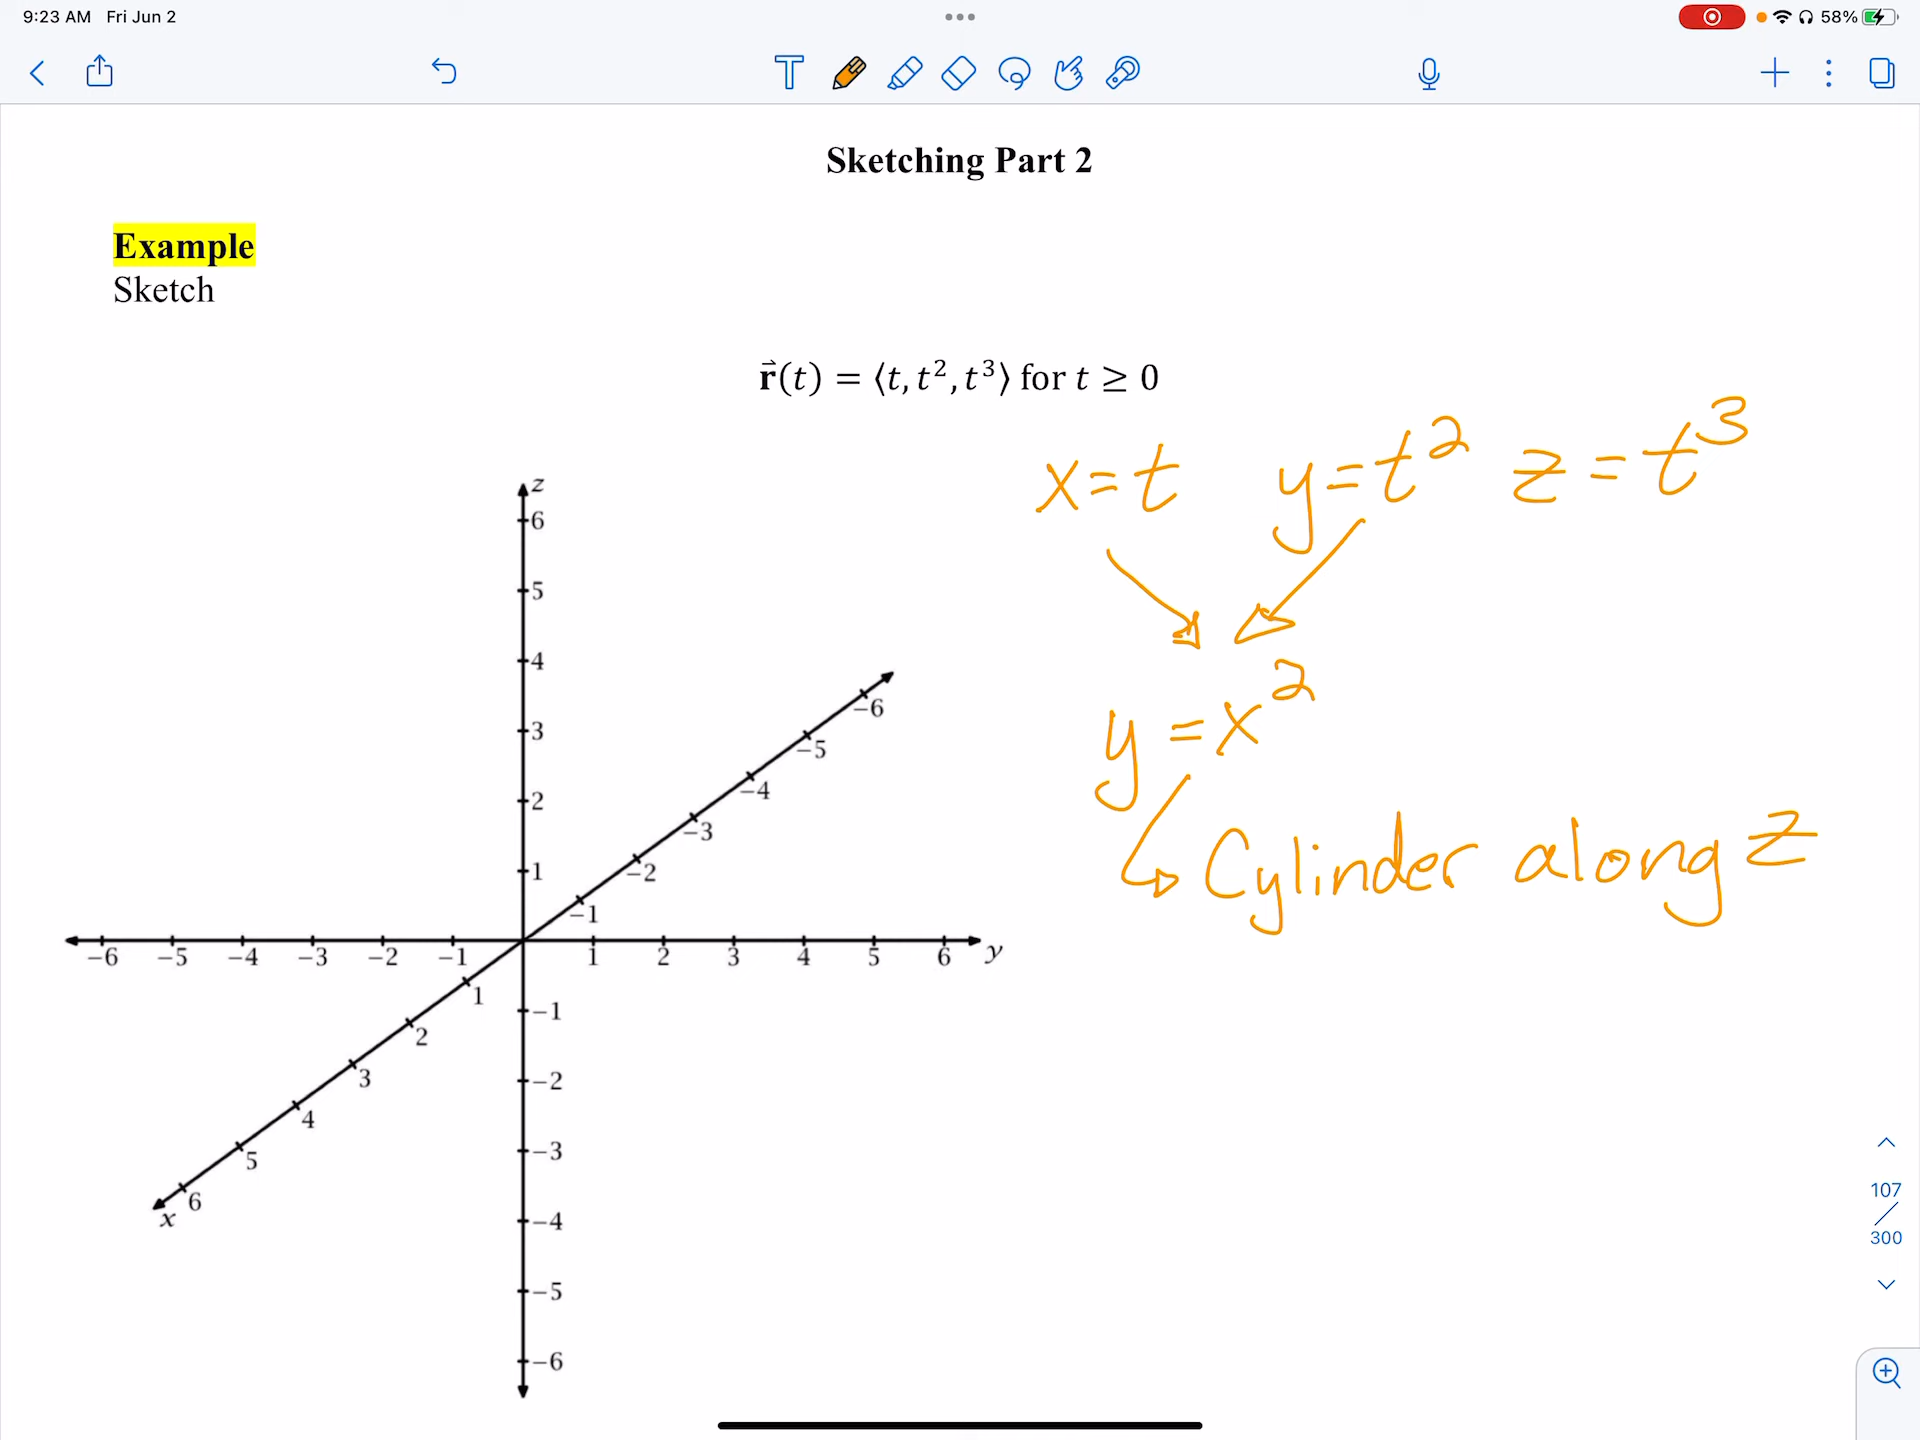 9:23 AM Fri Jun 2
58%
T
Sketching Part 2
Example
Sketch
r⃗(t) = ⟨t, t², t³⟩ for t ≥ 0
x=t y=t² z=t³
y=x²
Cylinder along z
z
6
5
4
3
2
1
-1
-2
-3
-4
-5
-6
-6 -5 -4 -3 -2 -1 1 2 3 4 5 6 y
-6
-5
-4
-3
-2
-1
1
2
3
4
5
6
x
107
/
300